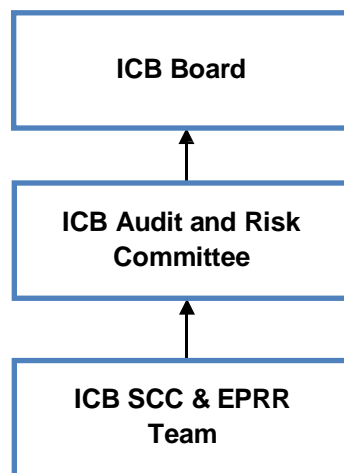 ICB Board
ICB Audit and Risk
Committee
ICB SCC & EPRR
Team